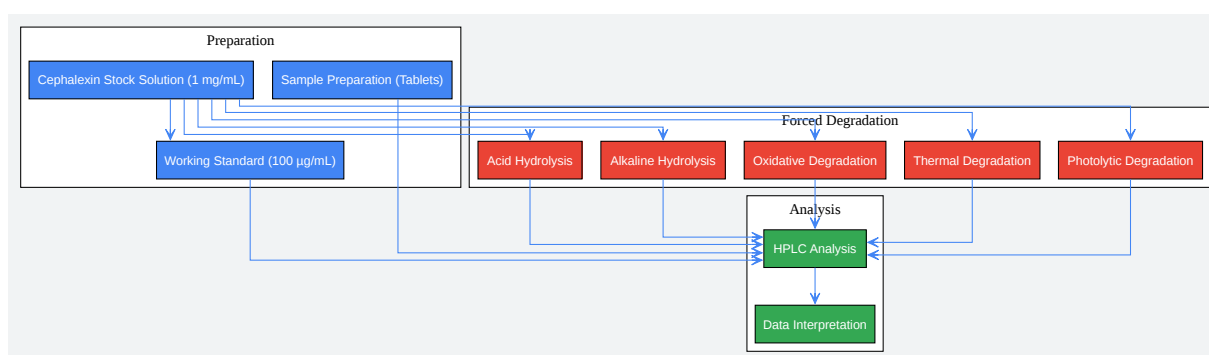 Preparation
Cephalexin Stock Solution (1 mg/mL)
Sample Preparation (Tablets)
Working Standard (100 µg/mL)
Forced Degradation
Acid Hydrolysis
Alkaline Hydrolysis
Oxidative Degradation
Thermal Degradation
Photolytic Degradation
Analysis
HPLC Analysis
Data Interpretation